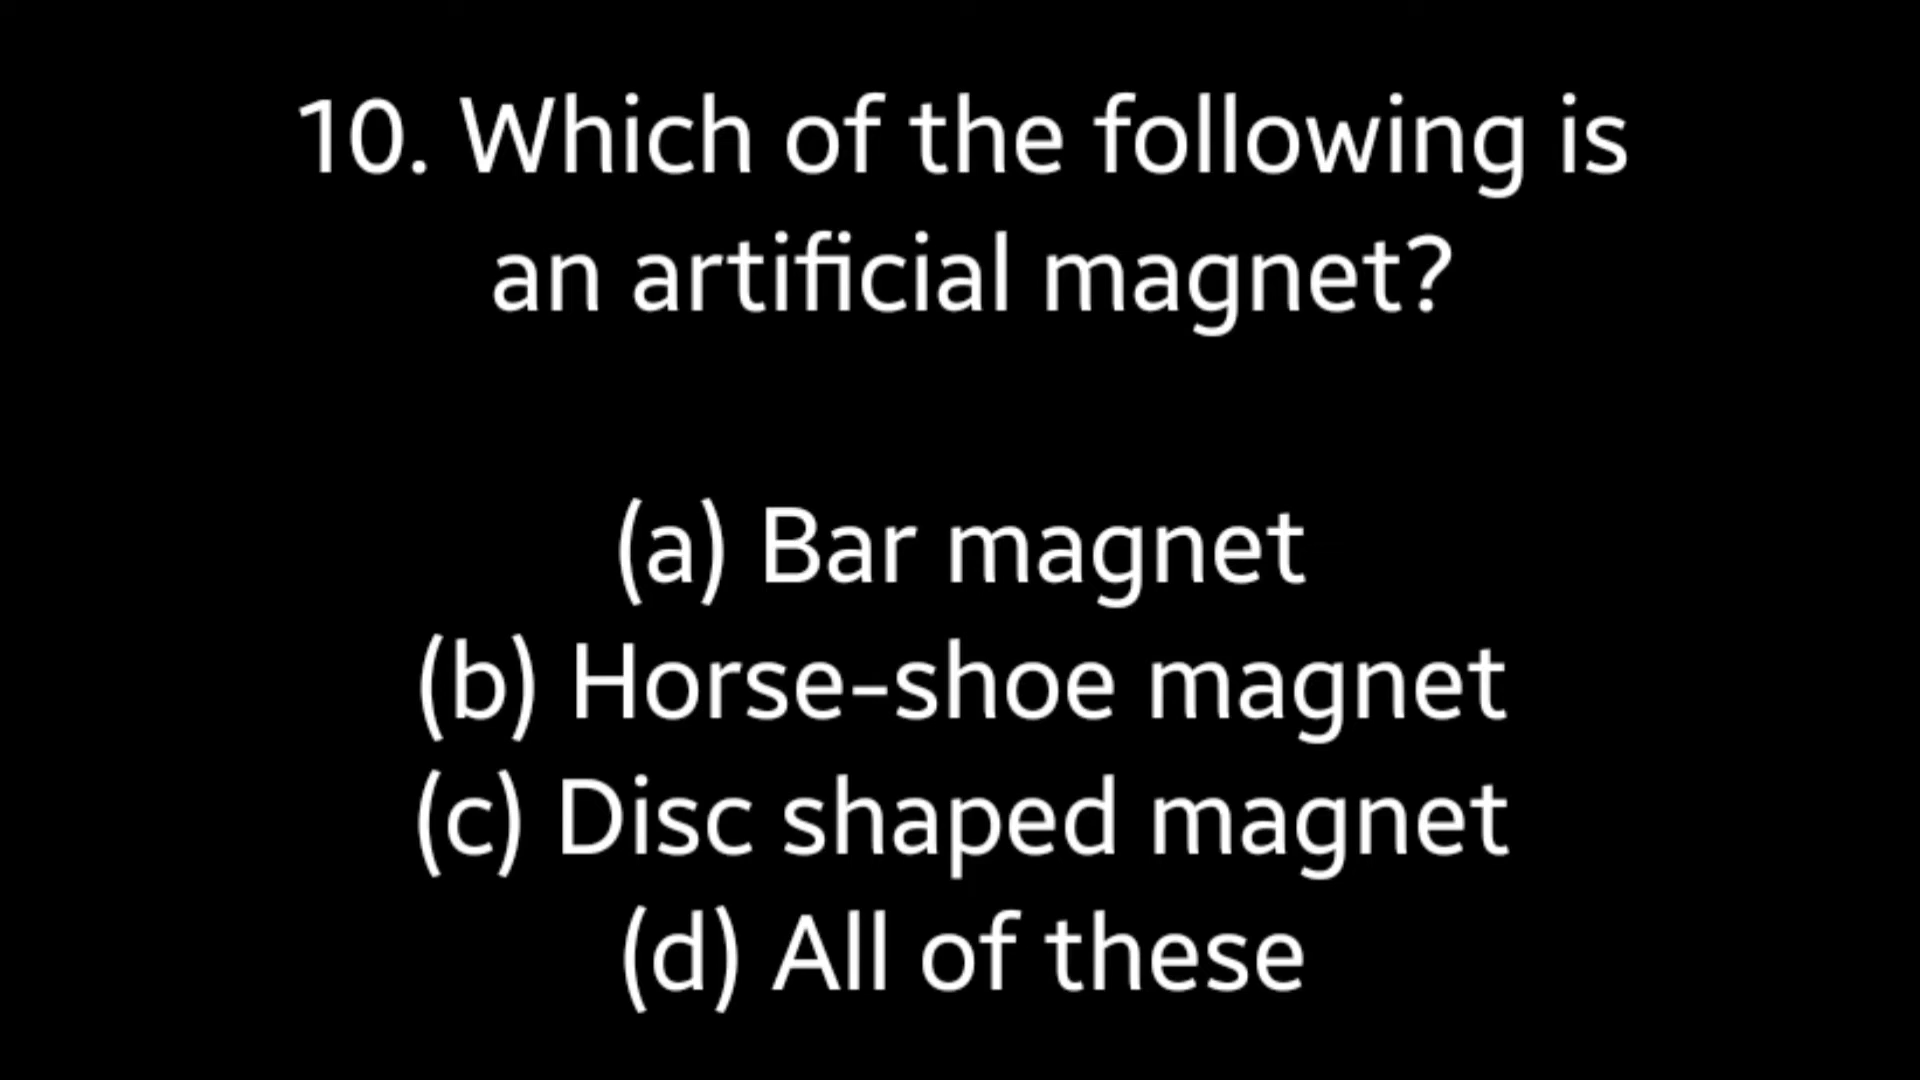 10. Which of the following is
an artificial magnet?
(a) Bar magnet
(b) Horse-shoe magnet
(c) Disc shaped magnet
(d) All of these